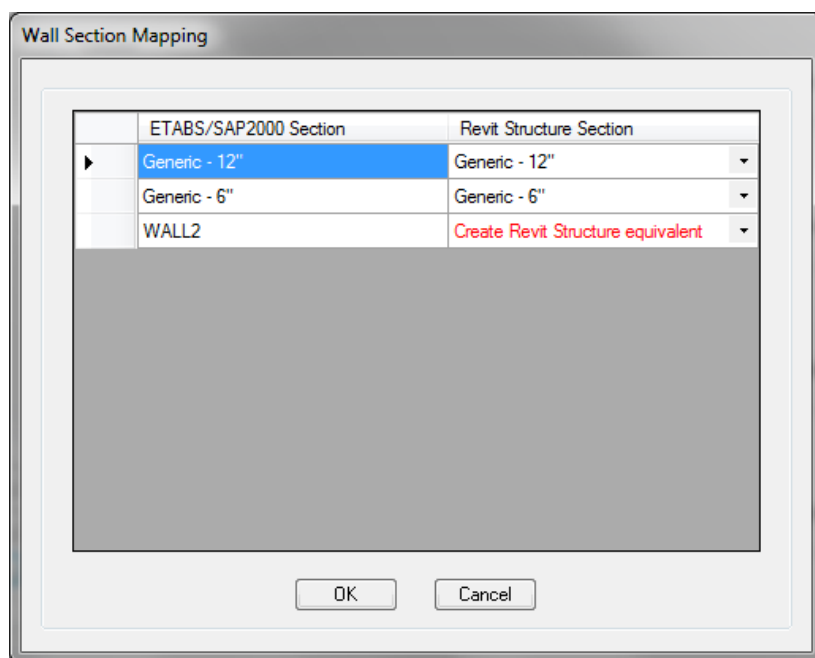 Wall Section Mapping
ETABS/SAP2000 Section Revit Structure Section
Generic - 12" Generic - 12"
Generic - 6" Generic - 6"
WALL2 Create Revit Structure equivalent
OK Cancel